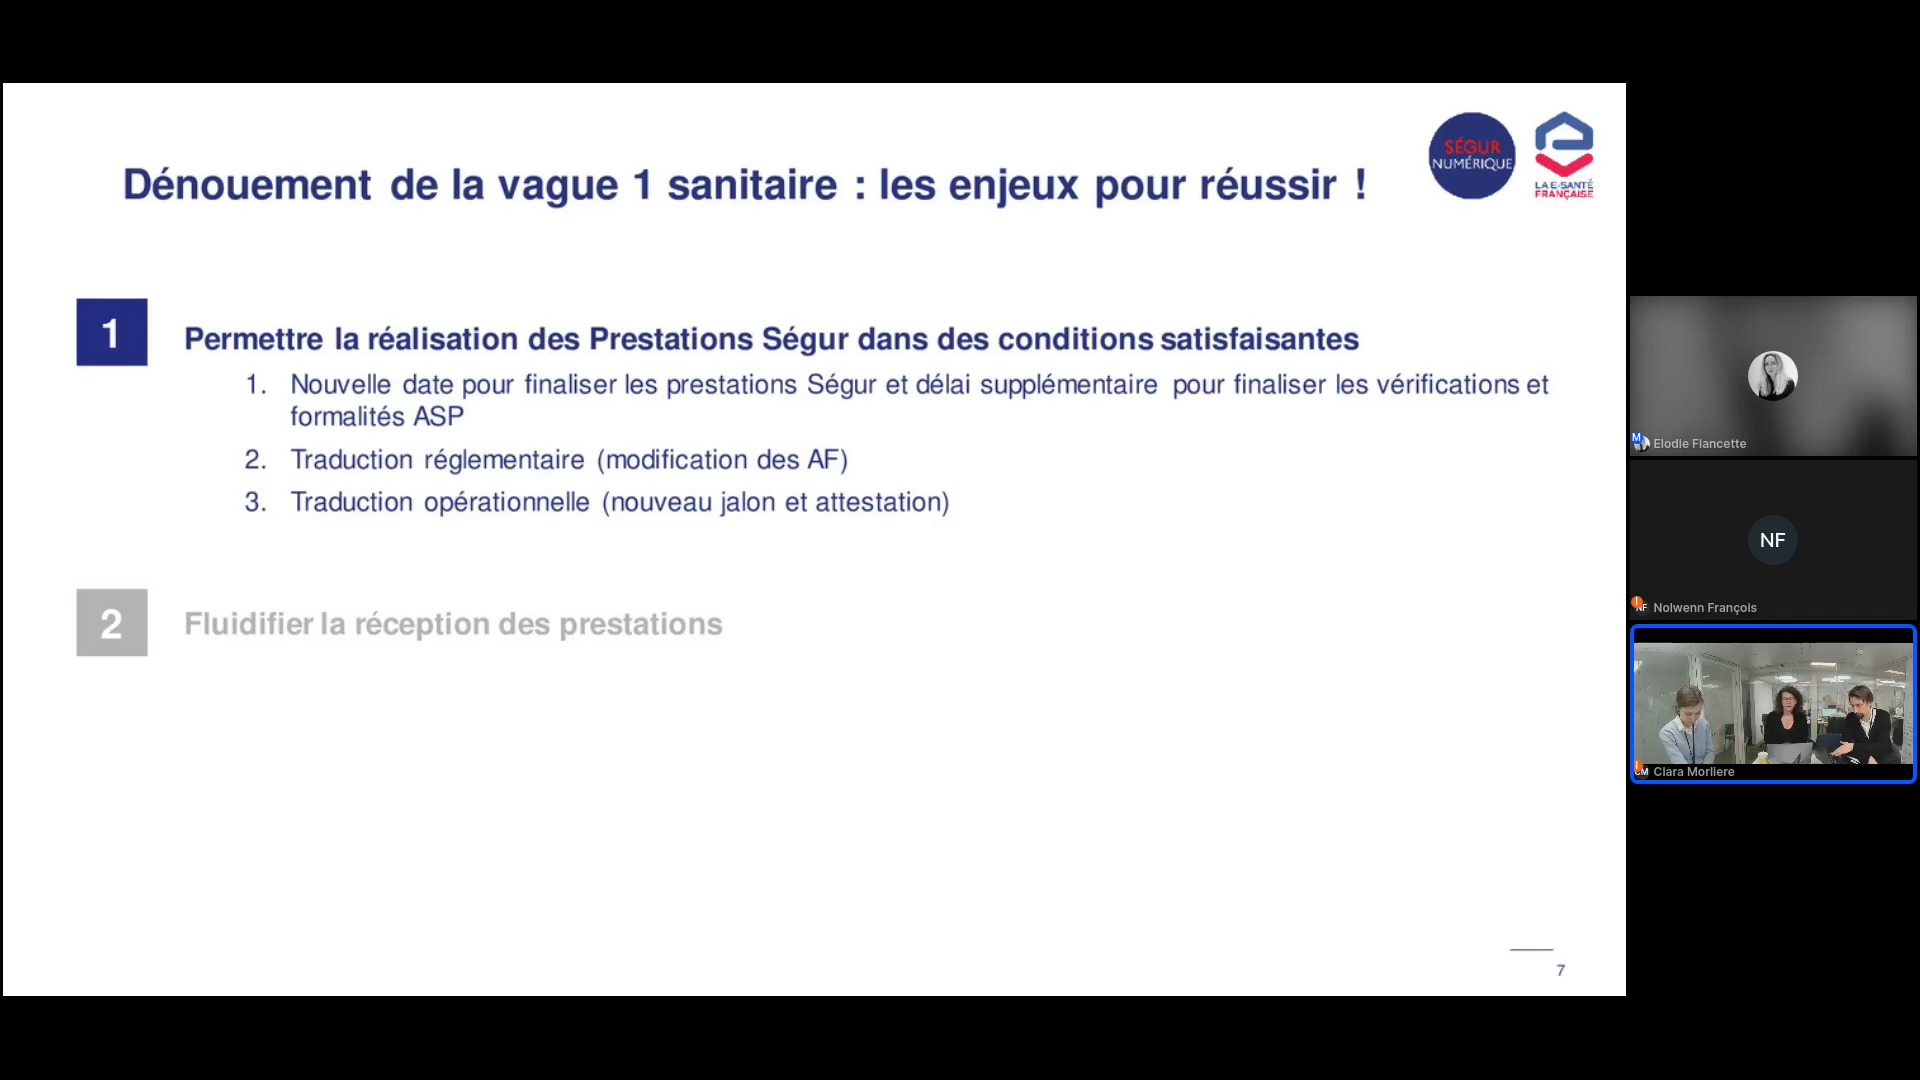 SÉGUR
NUMÉRIQUE
LA E-SANTÉ
FRANÇAISE
Dénouement de la vague 1 sanitaire : les enjeux pour réussir !
1
Permettre la réalisation des Prestations Ségur dans des conditions satisfaisantes
1. Nouvelle date pour finaliser les prestations Ségur et délai supplémentaire pour finaliser les vérifications et
formalités ASP
2. Traduction réglementaire (modification des AF)
3. Traduction opérationnelle (nouveau jalon et attestation)
2
Fluidifier la réception des prestations
7
M
Elodie Flancette
NF
NF
Nolwenn François
CM
Clara Morliere